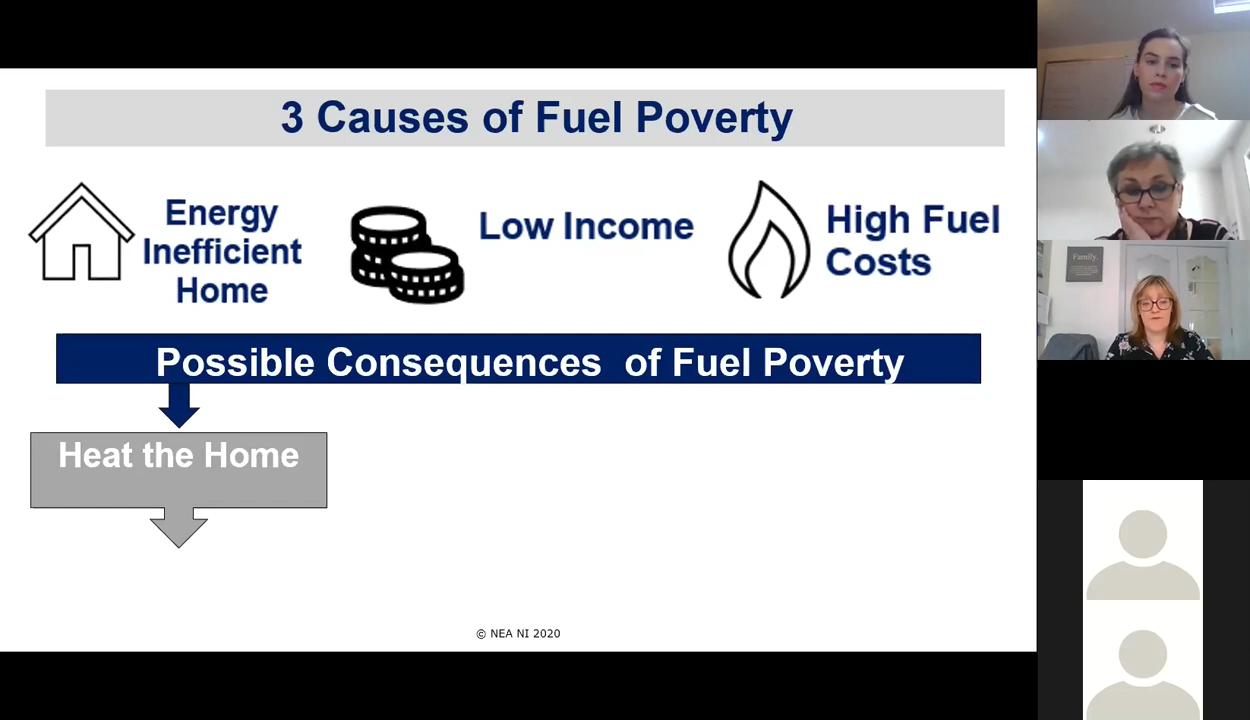 3 Causes of Fuel Poverty
Energy
Inefficient
Home
Low Income
High Fuel
Costs
Possible Consequences of Fuel Poverty
Heat the Home
© NEA NI 2020
Family.